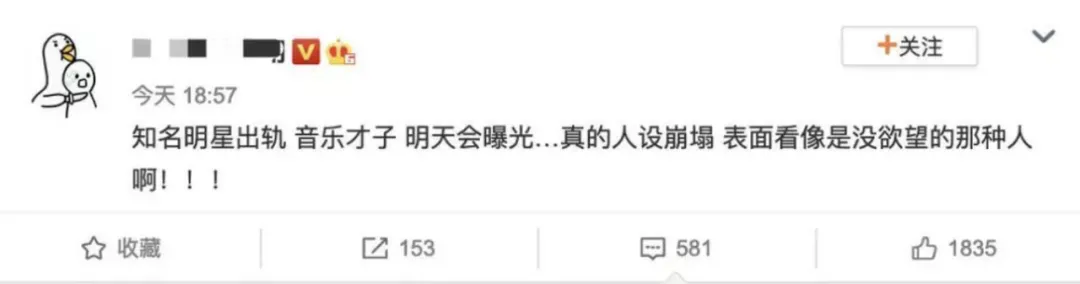 +关注
今天 18:57
知名明星出轨 音乐才子 明天会曝光...真的人设崩塌 表面看像是没欲望的那种人
啊！！！
收藏 153 581 1835